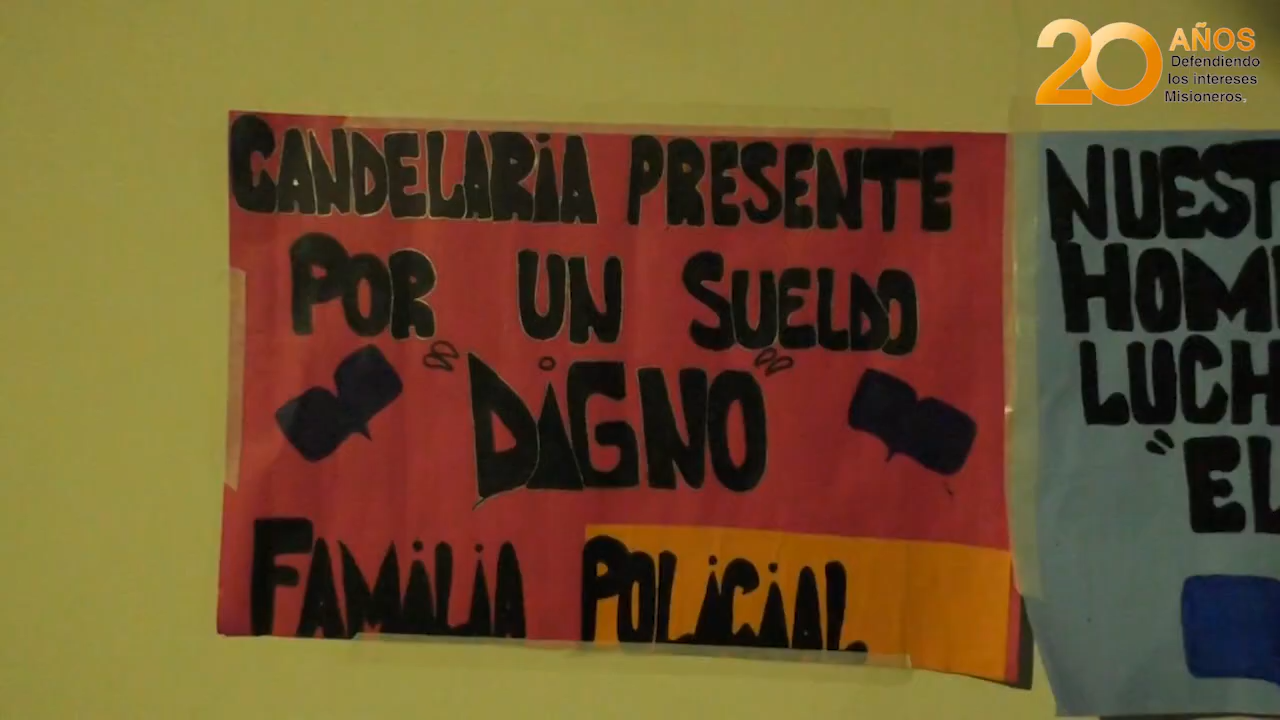 20 AÑOS
Defendiendo
los intereses
Misioneros.
CANDELARIA PRESENTE
POR UN SUELDO
"DIGNO"
FAMILIA POLICIAL
NUEST
HOM
LUCH
"EL